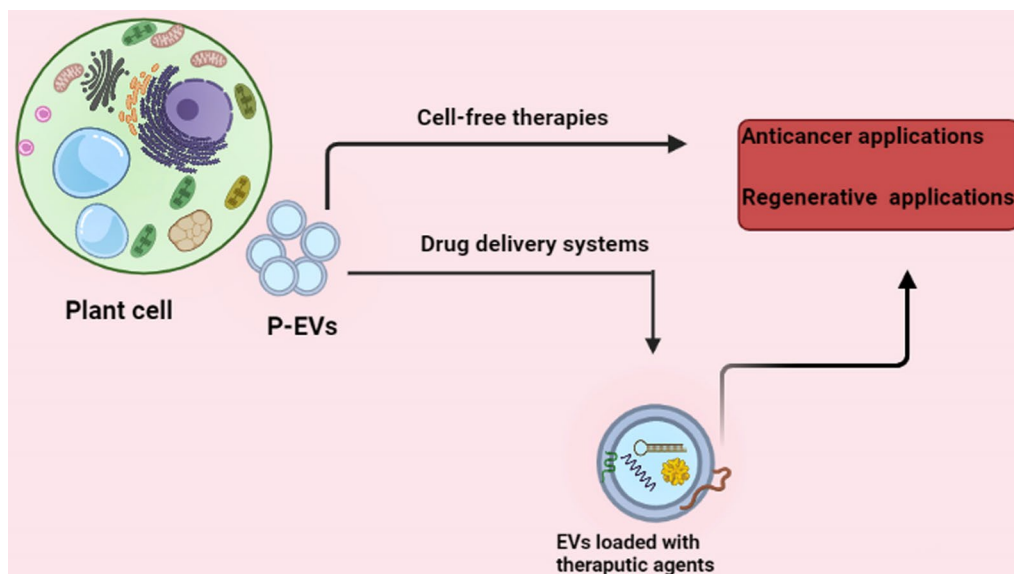 Cell-free therapies
Anticancer applications
Regenerative applications
Drug delivery systems
Plant cell
P-EVs
EVs loaded with
theraputic agents